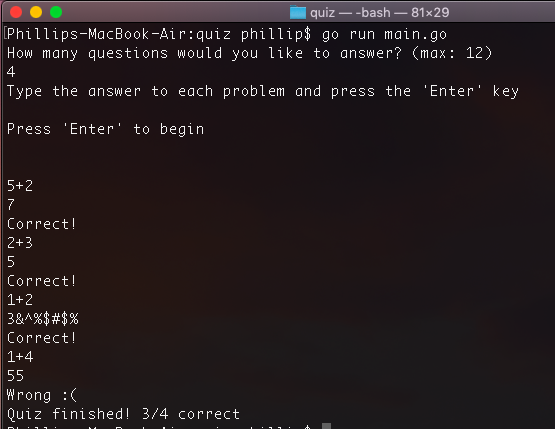 quiz — -bash — 81×29
Phillips-MacBook-Air:quiz phillip$ go run main.go
How many questions would you like to answer? (max: 12)
4
Type the answer to each problem and press the 'Enter' key
Press 'Enter' to begin
5+2
7
Correct!
2+3
5
Correct!
1+2
3&^%$#$%
Correct!
1+4
55
Wrong :(
Quiz finished! 3/4 correct